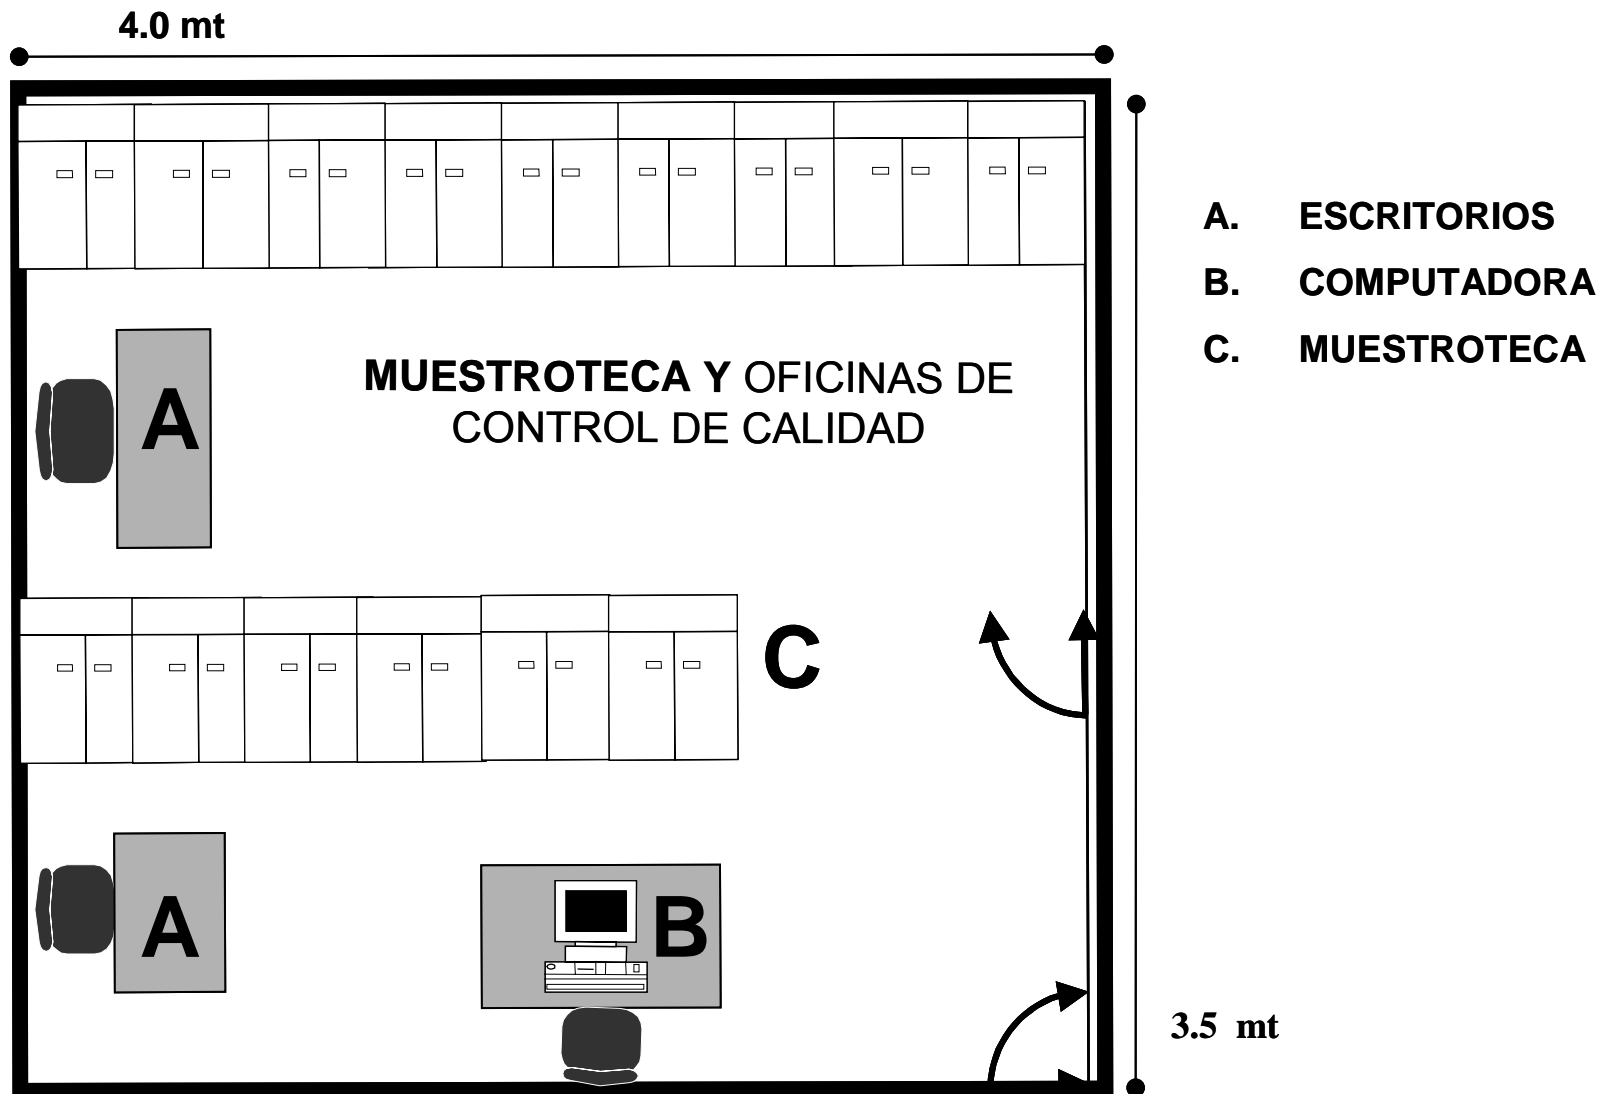 4.0 mt
A. ESCRITORIOS
B. COMPUTADORA
C. MUESTROTECA
MUESTROTECA Y OFICINAS DE
CONTROL DE CALIDAD
A
C
A
B
3.5 mt